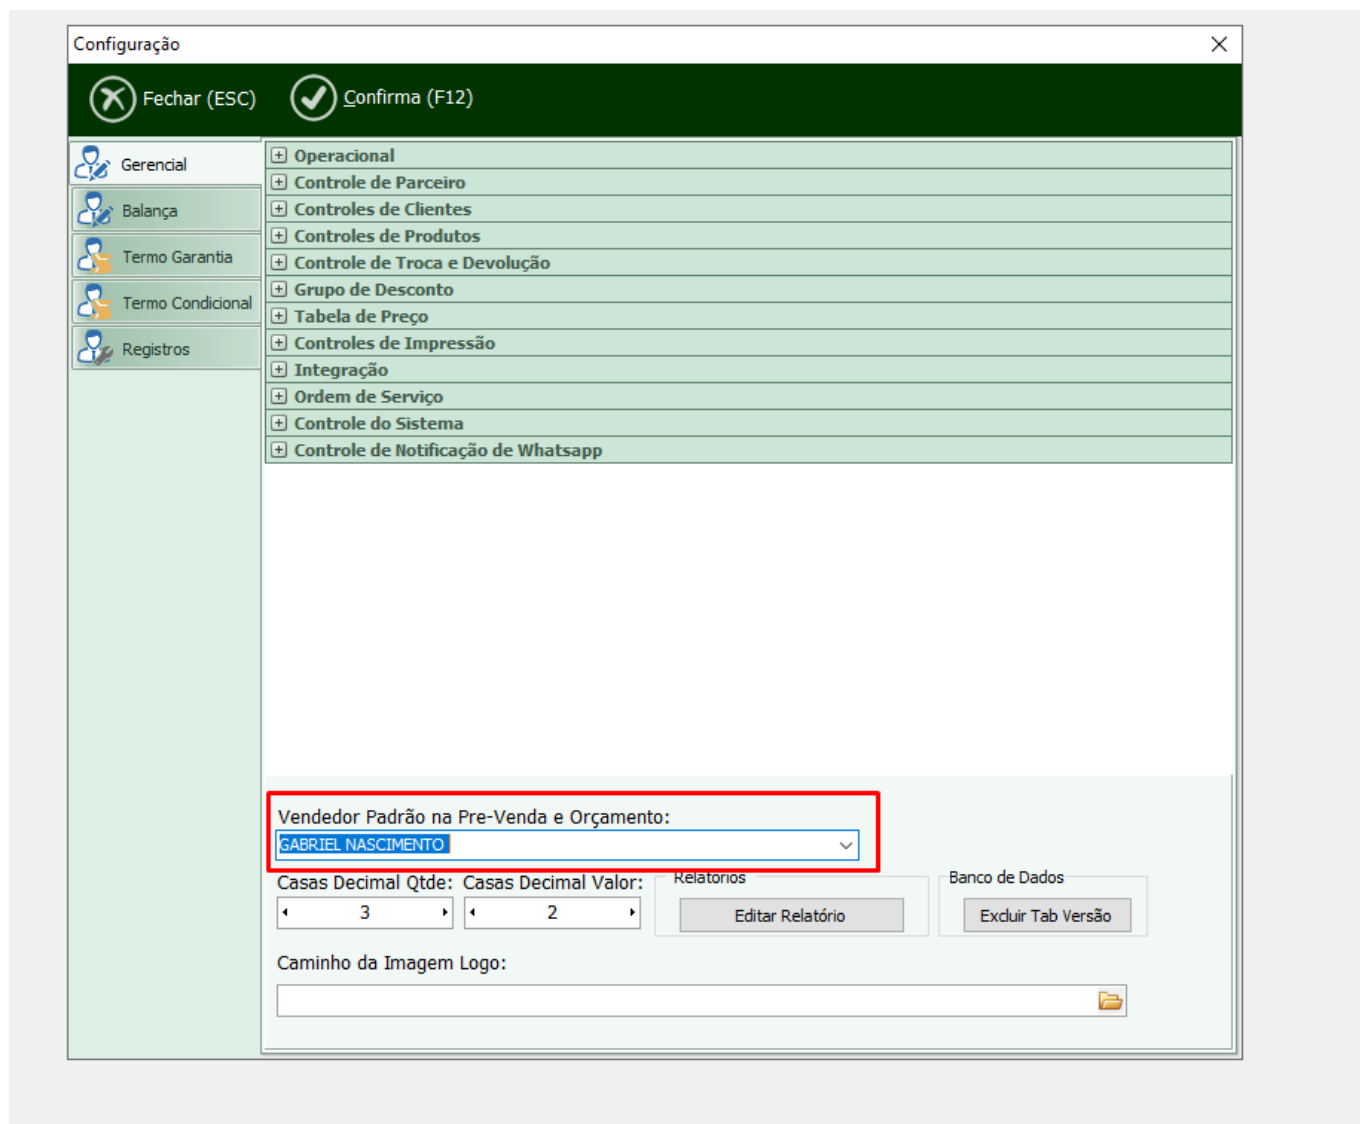 Configuração
Fechar (ESC)
Confirma (F12)
Gerencial
Balança
Termo Garantia
Termo Condicional
Registros
Operacional
Controle de Parceiro
Controles de Clientes
Controles de Produtos
Controle de Troca e Devolução
Grupo de Desconto
Tabela de Preço
Controles de Impressão
Integração
Ordem de Serviço
Controle do Sistema
Controle de Notificação de Whatsapp
Vendedor Padrão na Pre-Venda e Orçamento:
GABRIEL NASCIMENTO
Casas Decimal Qtde: Casas Decimal Valor:
3
2
Relatórios
Editar Relatório
Banco de Dados
Excluir Tab Versão
Caminho da Imagem Logo: